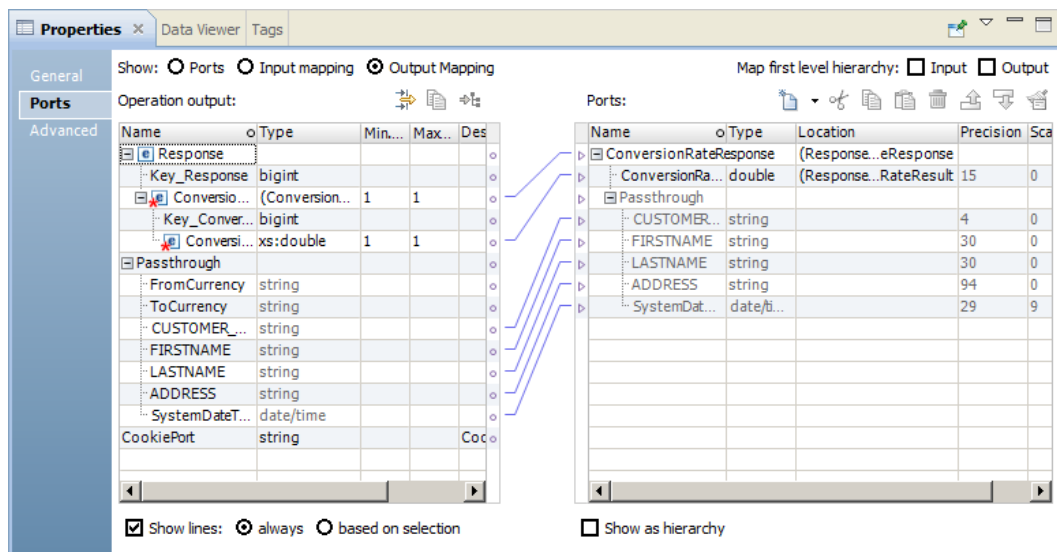 Properties Data Viewer Tags
General
Ports
Advanced
Show: Ports Input mapping Output Mapping
Map first level hierarchy: Input Output
Operation output:
Name Type Min.... Max... Des
Response
Key_Response bigint
Conversio... (Conversion... 1 1
Key_Conver... bigint
Conversi... xs:double 1 1
Passthrough
FromCurrency string
ToCurrency string
CUSTOMER_... string
FIRSTNAME string
LASTNAME string
ADDRESS string
SystemDateT... date/time
CookiePort string Coo
Show lines: always based on selection
Ports:
Name Type Location Precision Sca
ConversionRateResponse (Response...eResponse
ConversionRa... double (Response...RateResult 15 0
Passthrough
CUSTOMER... string 4 0
FIRSTNAME string 30 0
LASTNAME string 30 0
ADDRESS string 94 0
SystemDat... date/ti... 29 9
Show as hierarchy